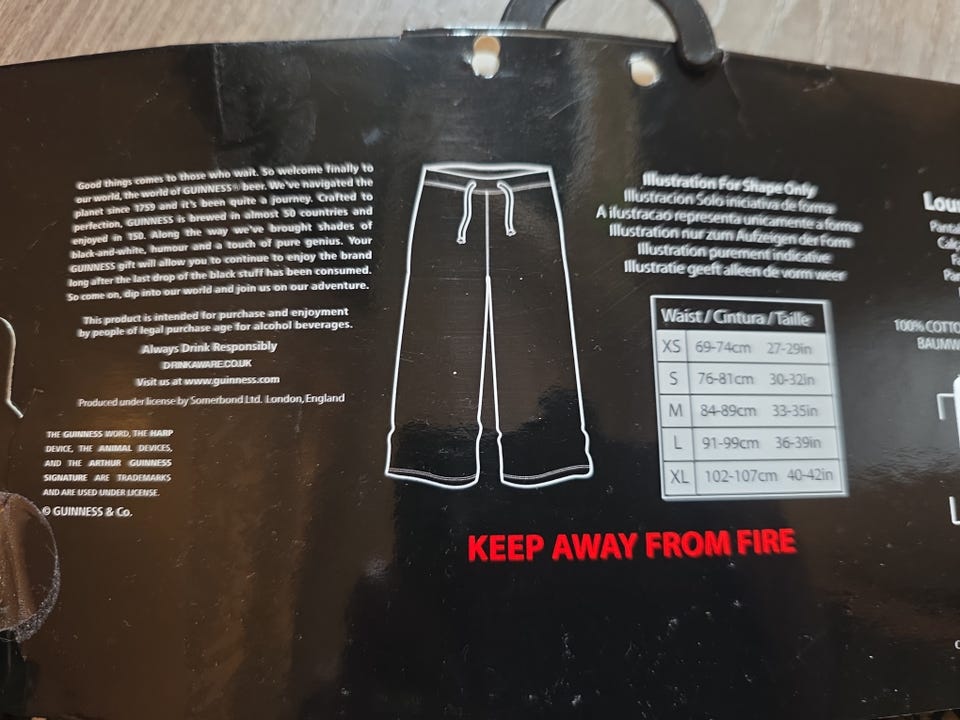 Good things comes to those who wait. So welcome finally to
our world, the world of GUINNESS® beer. We've navigated the
planet since 1759 and it's been quite a journey. Crafted to
perfection, GUINNESS is brewed in almost 50 countries and
enjoyed in 150. Along the way we've brought shades of
black-and-white, humour and a touch of pure genius. Your
GUINNESS gift will allow you to continue to enjoy the brand
long after the last drop of the black stuff has been consumed.
So come on, dip into our world and join us on our adventure.
This product is intended for purchase and enjoyment
by people of legal purchase age for alcohol beverages.
Always Drink Responsibly
DRINKAWARE.CO.UK
Visit us at www.guinness.com
Produced under license by Somerbond Ltd. London, England
THE GUINNESS WORD, THE HARP
DEVICE, THE ANIMAL DEVICES,
AND THE ARTHUR GUINNESS
SIGNATURE ARE TRADEMARKS
AND ARE USED UNDER LICENSE.
© GUINNESS & Co.
Illustration For Shape Only
Illustracion Solo iniciativa de forma
A ilustracao representa unicamente a forma
Illustration nur zum Aufzeigen der Form
Illustration purement indicative
Illustratie geeft alleen de vorm weer
Waist / Cintura / Taille
XS 69-74cm 27-29in
S 76-81cm 30-32in
M 84-89cm 33-35in
L 91-99cm 36-39in
XL 102-107cm 40-42in
KEEP AWAY FROM FIRE
100% COTTO
BAUMW